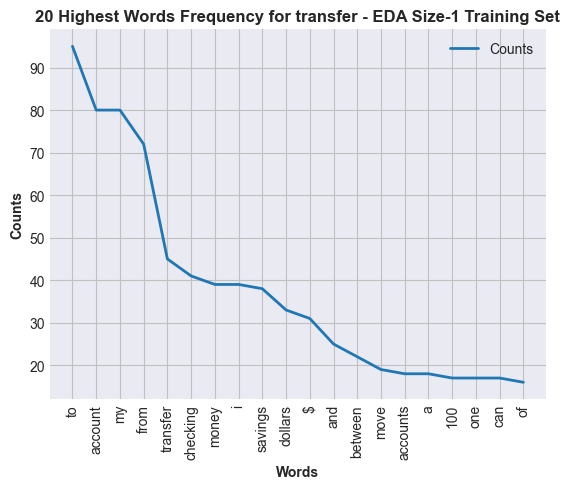 20 Highest Words Frequency for transfer - EDA Size-1 Training Set
Counts
90
80
70
60
50
40
30
20
Counts
to
account
my
from
transfer
checking
money
i
savings
dollars
$
and
between
move
accounts
a
100
one
can
of
Words